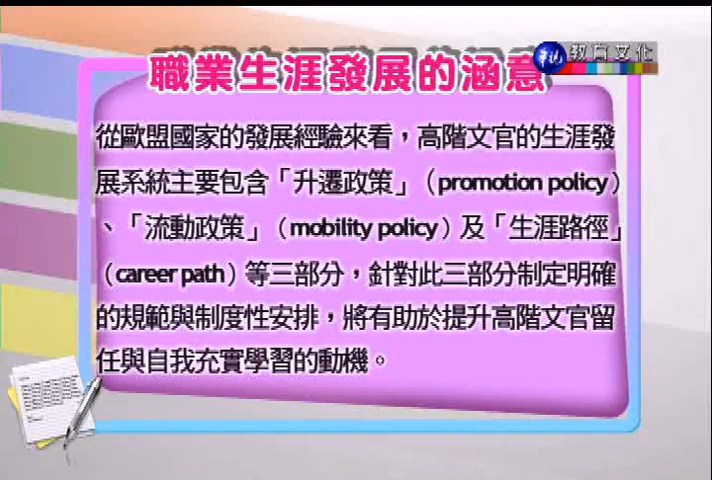 職業生涯發展的涵意
華視 教育文化
從歐盟國家的發展經驗來看，高階文官的生涯發
展系統主要包含「升遷政策」（promotion policy）
、「流動政策」（mobility policy）及「生涯路徑」
（career path）等三部分，針對此三部分制定明確
的規範與制度性安排，將有助於提升高階文官留
任與自我充實學習的動機。